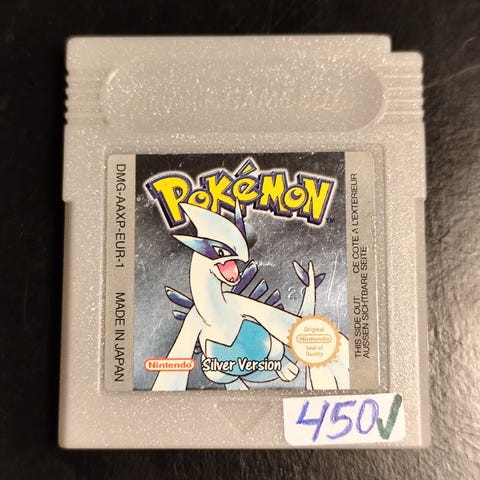 POKéMON
TM
DMG-AAXP-EUR-1 MADE IN JAPAN
THIS SIDE OUT CE COTE A L'EXTERIEUR
AUSSEN SICHTBARE SEITE
Original
Nintendo
Seal of
Quality
Nintendo
Silver Version
450✓